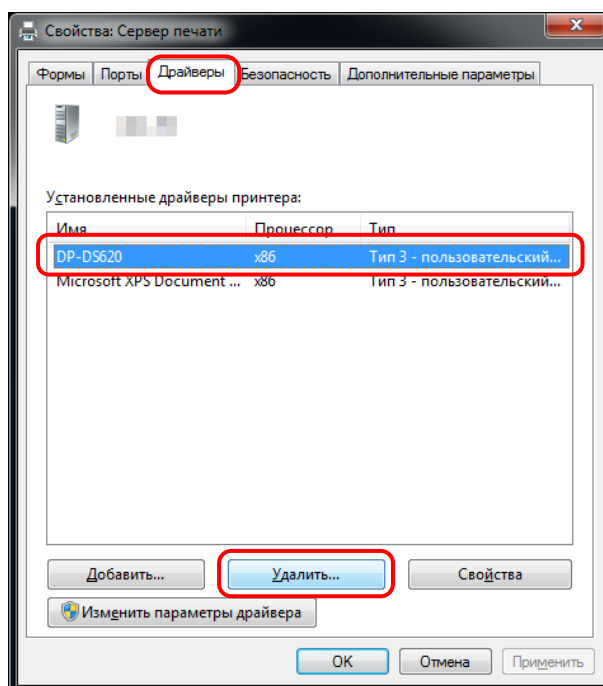 Свойства: Сервер печати
Формы Порты Драйверы Безопасность Дополнительные параметры
Установленные драйверы принтера:
Имя Процессор Тип
DP-DS620 x86 Тип 3 - пользовательский...
Microsoft XPS Document ... x86 Тип 3 - пользовательский...
Добавить... Удалить... Свойства
Изменить параметры драйвера
OK Отмена Применить